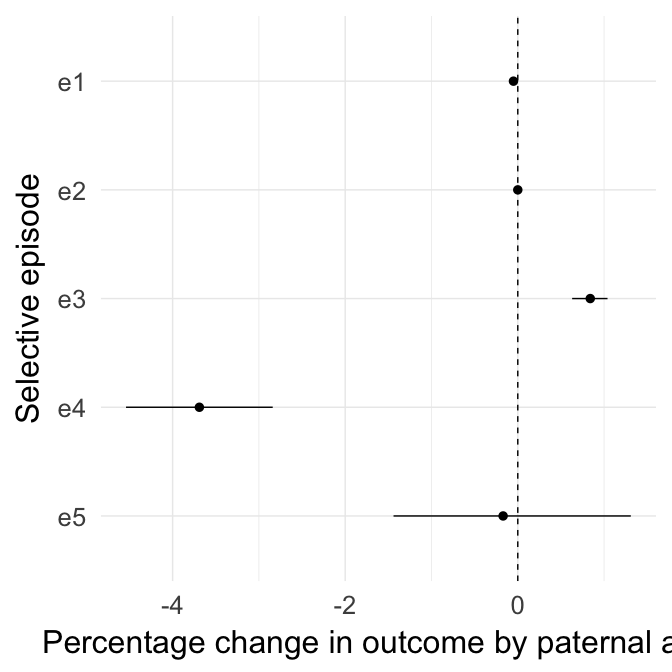 Selective episode
e1
e2
e3
e4
e5
-4 -2 0
Percentage change in outcome by paternal a